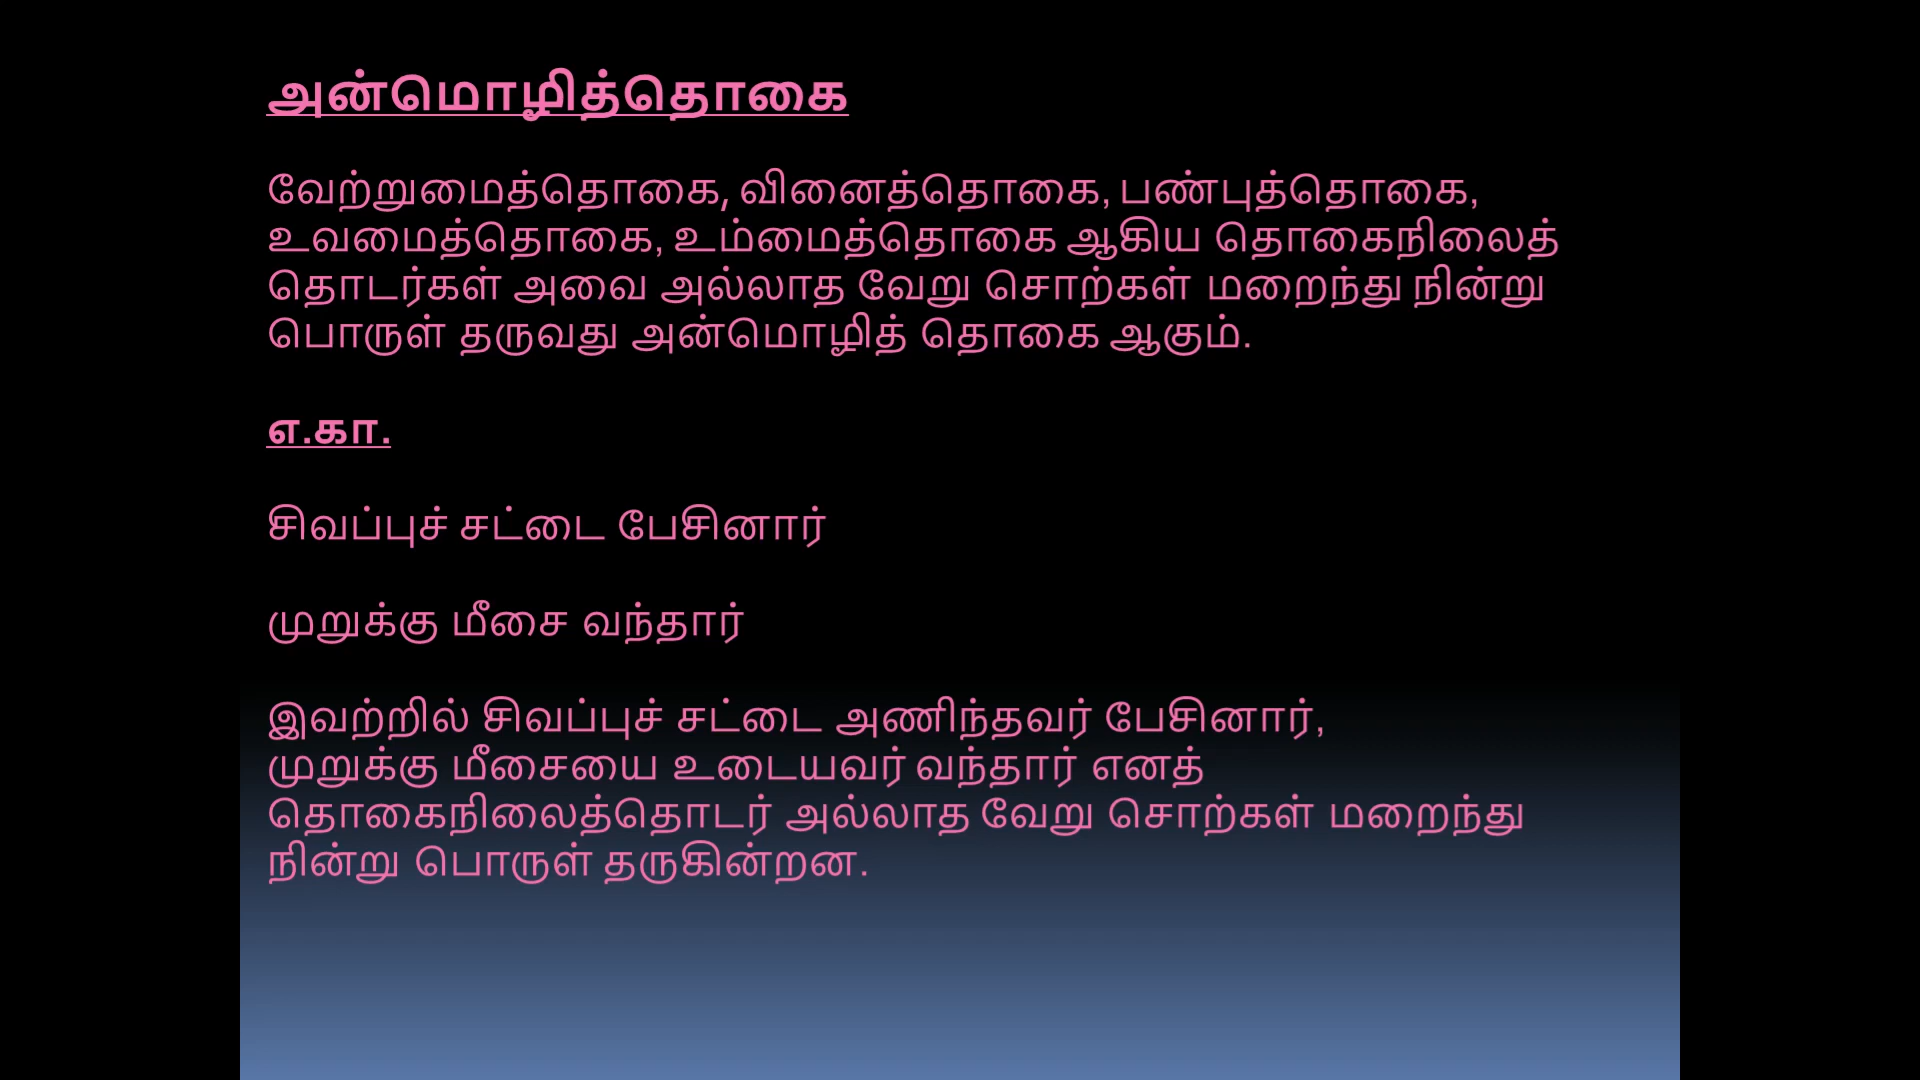 அன்மொழித்தொகை
வேற்றுமைத்தொகை, வினைத்தொகை, பண்புத்தொகை,
உவமைத்தொகை, உம்மைத்தொகை ஆகிய தொகைநிலைத்
தொடர்கள் அவை அல்லாத வேறு சொற்கள் மறைந்து நின்று
பொருள் தருவது அன்மொழித் தொகை ஆகும்.
எ.கா.
சிவப்புச் சட்டை பேசினார்
முறுக்கு மீசை வந்தார்
இவற்றில் சிவப்புச் சட்டை அணிந்தவர் பேசினார்,
முறுக்கு மீசையை உடையவர் வந்தார் எனத்
தொகைநிலைத்தொடர் அல்லாத வேறு சொற்கள் மறைந்து
நின்று பொருள் தருகின்றன.